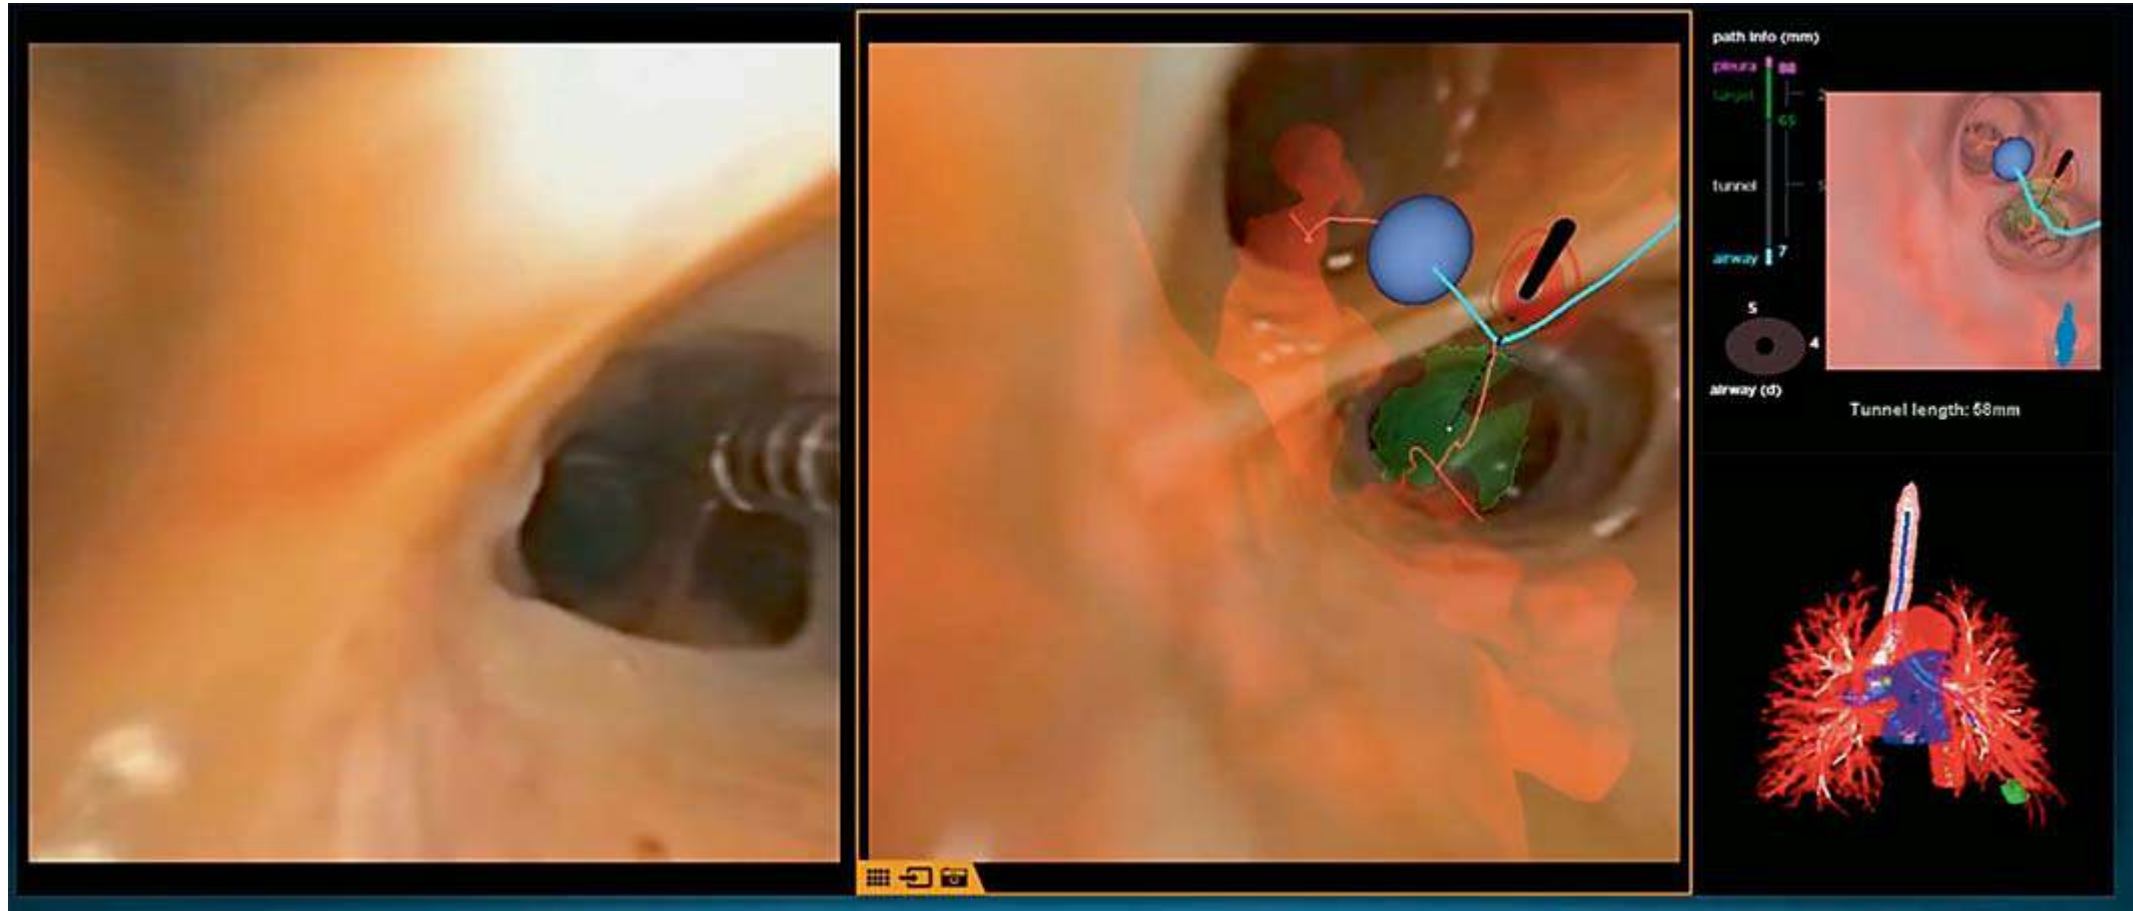 path info (mm)
pleura 88
target
65
tunnel
airway 7
5
4
airway (d)
Tunnel length: 58mm